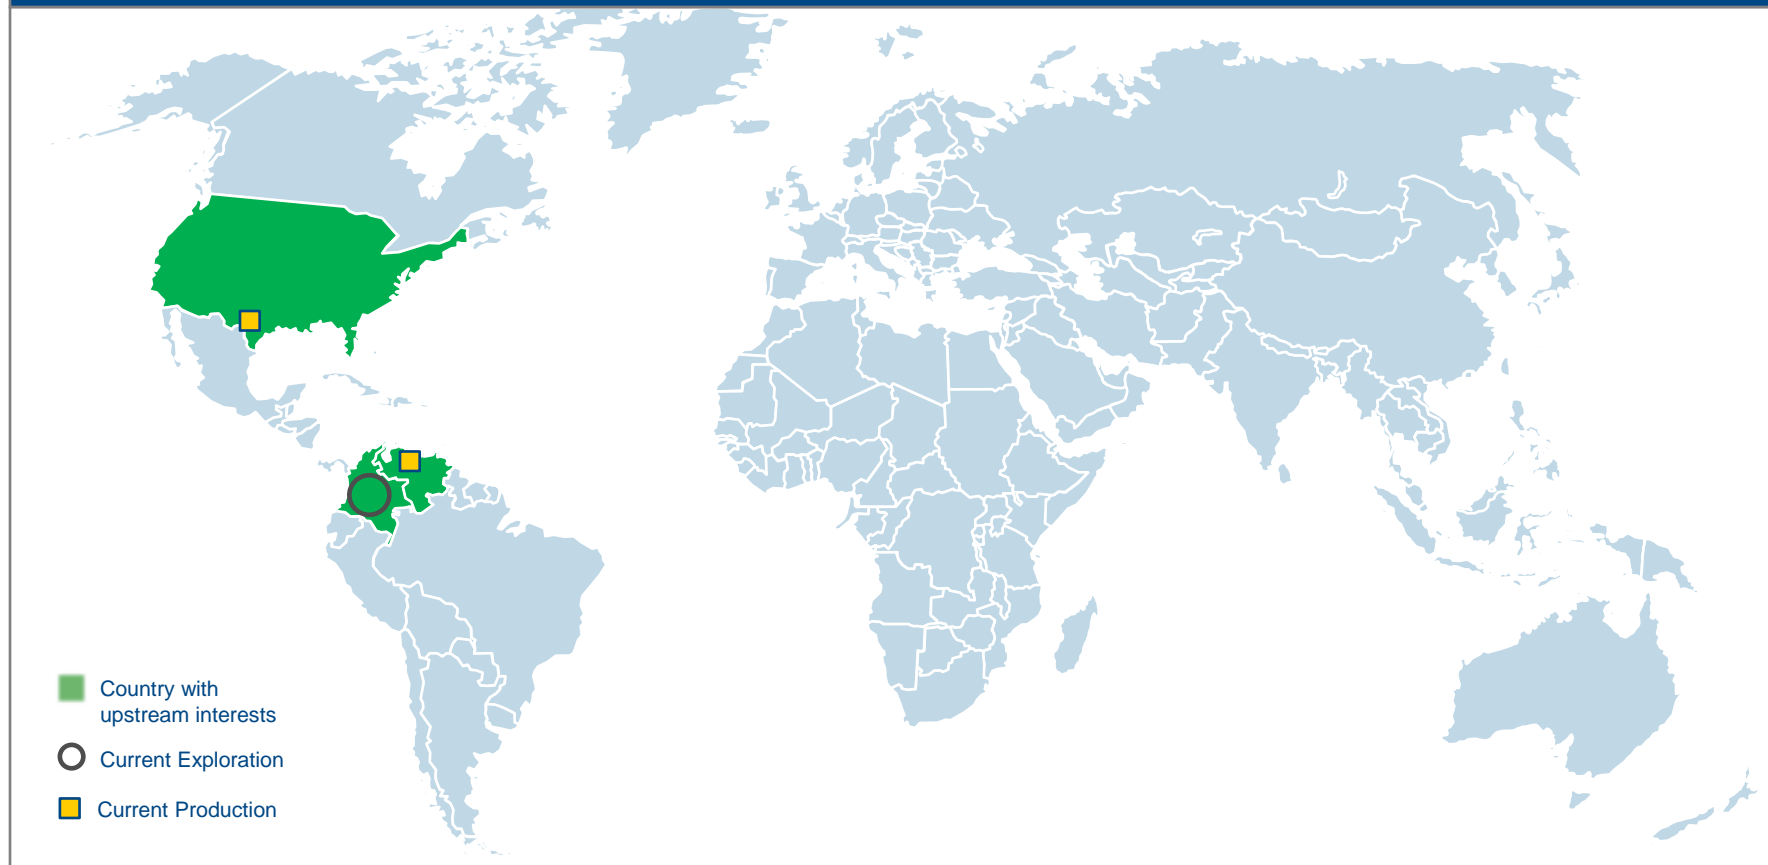 Country with
upstream interests
Current Exploration
Current Production